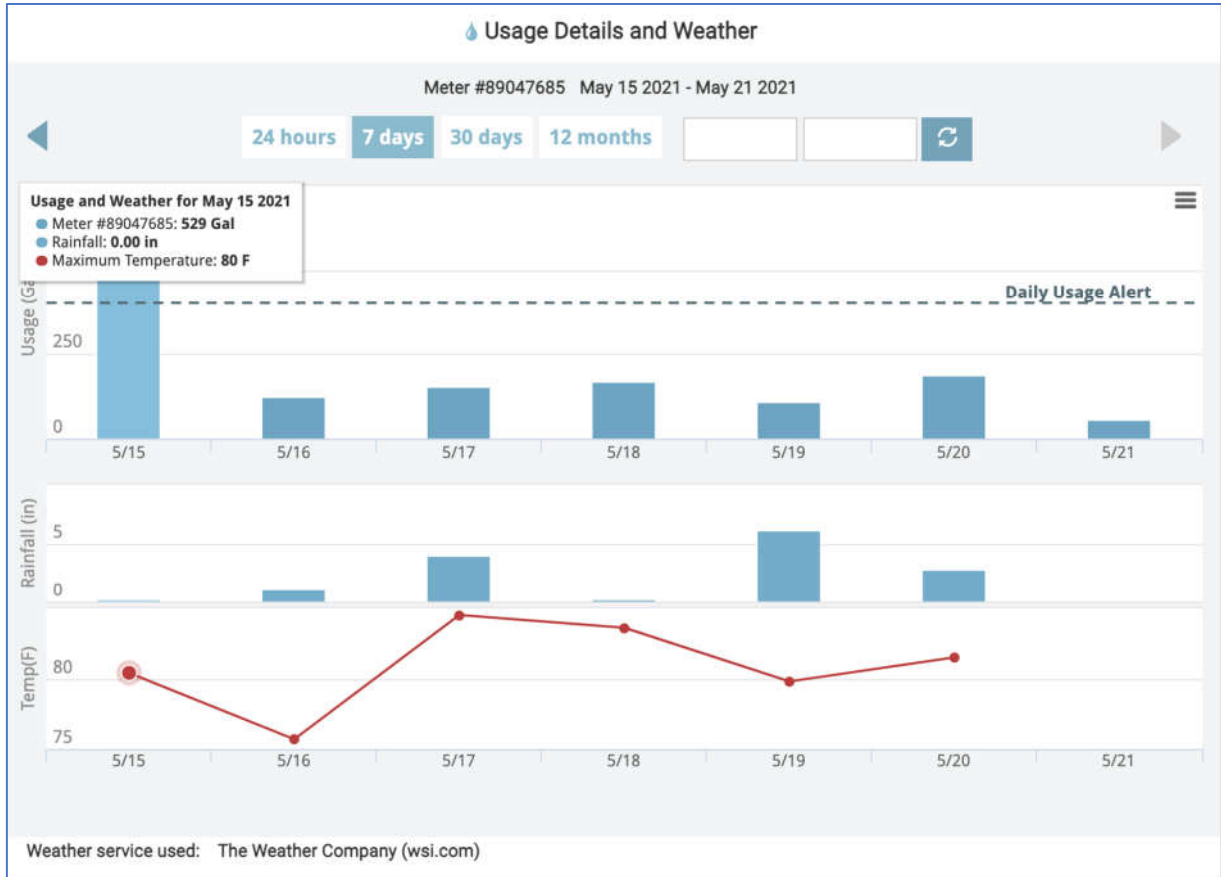 Usage Details and Weather
Meter #89047685 May 15 2021 - May 21 2021
24 hours 7 days 30 days 12 months
Usage and Weather for May 15 2021
Meter #89047685: 529 Gal
Rainfall: 0.00 in
Maximum Temperature: 80 F
Daily Usage Alert
Usage (Ga
250
0
5/15 5/16 5/17 5/18 5/19 5/20 5/21
Rainfall (in)
5
0
Temp(F)
80
75
5/15 5/16 5/17 5/18 5/19 5/20 5/21
Weather service used: The Weather Company (wsi.com)